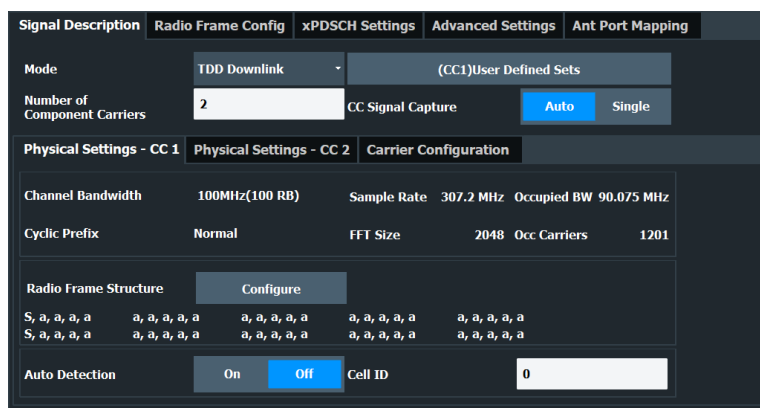 Signal Description Radio Frame Config xPDSCH Settings Advanced Settings Ant Port Mapping
Mode TDD Downlink (CC1)User Defined Sets
Number of
Component Carriers 2 CC Signal Capture Auto Single
Physical Settings - CC 1 Physical Settings - CC 2 Carrier Configuration
Channel Bandwidth 100MHz(100 RB) Sample Rate 307.2 MHz Occupied BW 90.075 MHz
Cyclic Prefix Normal FFT Size 2048 Occ Carriers 1201
Radio Frame Structure Configure
S, a, a, a, a a, a, a, a, a a, a, a, a, a a, a, a, a, a a, a, a, a, a
S, a, a, a, a a, a, a, a, a a, a, a, a, a a, a, a, a, a a, a, a, a, a
Auto Detection On Off Cell ID 0